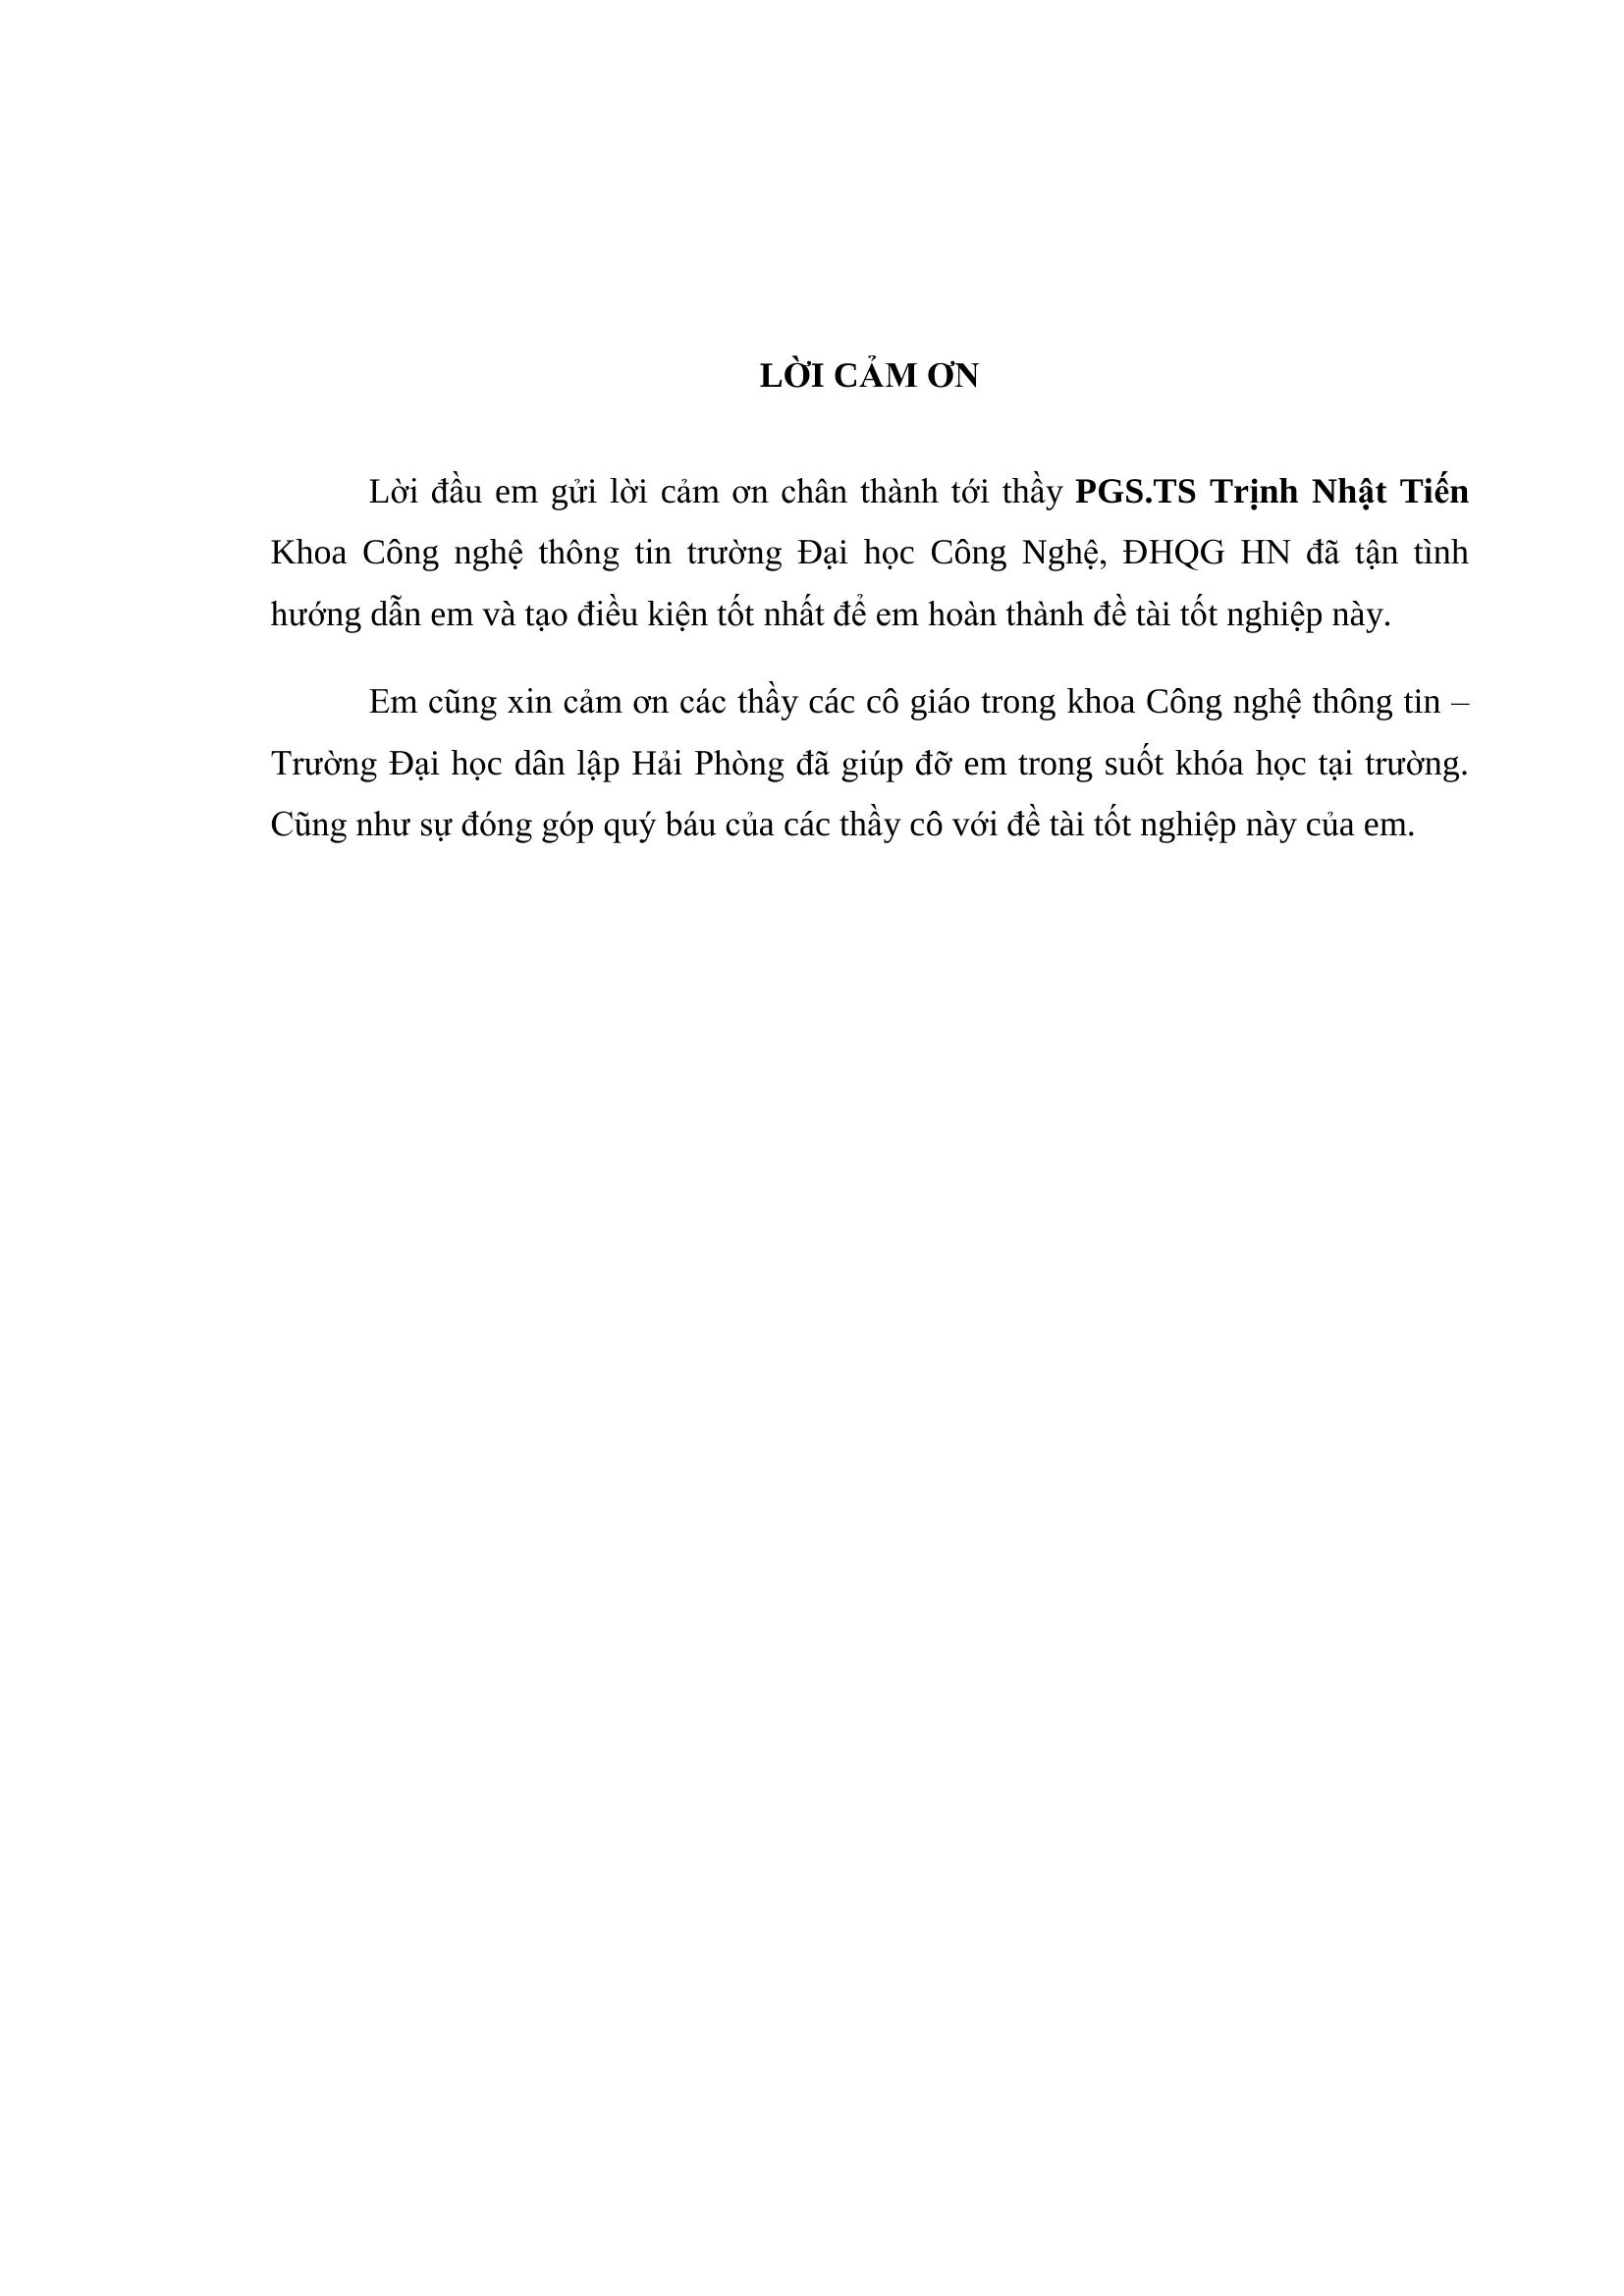 LỜI CẢM ƠN
Lời đầu em gửi lời cảm ơn chân thành tới thầy PGS.TS Trịnh Nhật Tiến
Khoa Công nghệ thông tin trường Đại học Công Nghệ, ĐHQG HN đã tận tình
hướng dẫn em và tạo điều kiện tốt nhất để em hoàn thành đề tài tốt nghiệp này.
Em cũng xin cảm ơn các thầy các cô giáo trong khoa Công nghệ thông tin –
Trường Đại học dân lập Hải Phòng đã giúp đỡ em trong suốt khóa học tại trường.
Cũng như sự đóng góp quý báu của các thầy cô với đề tài tốt nghiệp này của em.